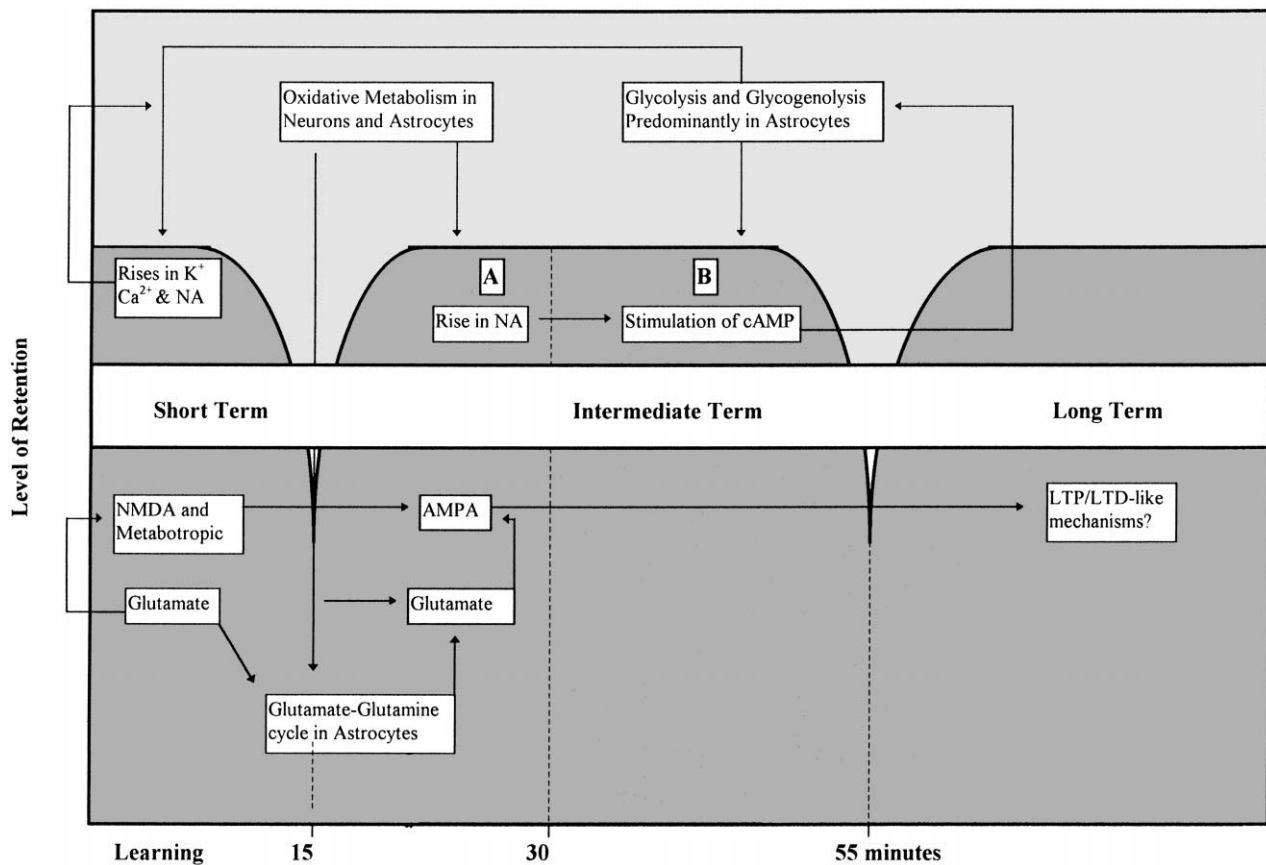 Oxidative Metabolism in
Neurons and Astrocytes
Glycolysis and Glycogenolysis
Predominantly in Astrocytes
Rises in K⁺
Ca²⁺ & NA
A
B
Rise in NA
Stimulation of cAMP
Level of Retention
Short Term
Intermediate Term
Long Term
NMDA and
Metabotropic
AMPA
LTP/LTD-like
mechanisms?
Glutamate
Glutamate
Glutamate-Glutamine
cycle in Astrocytes
Learning 15 30 55 minutes